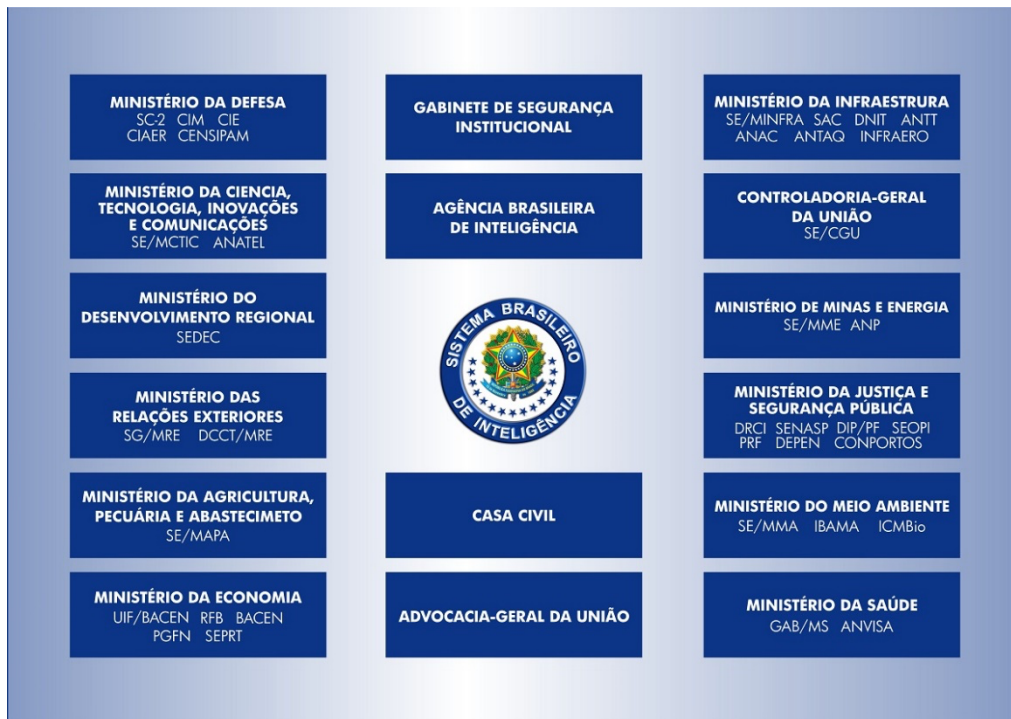 MINISTÉRIO DA DEFESA
SC-2 CIM CIE
CIAER CENSIPAM
MINISTÉRIO DA CIENCIA,
TECNOLOGIA, INOVAÇÕES
E COMUNICAÇÕES
SE/MCTIC ANATEL
MINISTÉRIO DO
DESENVOLVIMENTO REGIONAL
SEDEC
MINISTÉRIO DAS
RELAÇÕES EXTERIORES
SG/MRE DCCT/MRE
MINISTÉRIO DA AGRICULTURA,
PECUÁRIA E ABASTECIMETO
SE/MAPA
MINISTÉRIO DA ECONOMIA
UIF/BACEN RFB BACEN
PGFN SEPRT
GABINETE DE SEGURANÇA
INSTITUCIONAL
AGÊNCIA BRASILEIRA
DE INTELIGÊNCIA
SISTEMA BRASILEIRO
DE INTELIGÊNCIA
CASA CIVIL
ADVOCACIA-GERAL DA UNIÃO
MINISTÉRIO DA INFRAESTRURA
SE/MINFRA SAC DNIT ANTT
ANAC ANTAQ INFRAERO
CONTROLADORIA-GERAL
DA UNIÃO
SE/CGU
MINISTÉRIO DE MINAS E ENERGIA
SE/MME ANP
MINISTÉRIO DA JUSTIÇA E
SEGURANÇA PÚBLICA
DRCI SENASP DIP/PF SEOPI
PRF DEPEN CONPORTOS
MINISTÉRIO DO MEIO AMBIENTE
SE/MMA IBAMA ICMBio
MINISTÉRIO DA SAÚDE
GAB/MS ANVISA